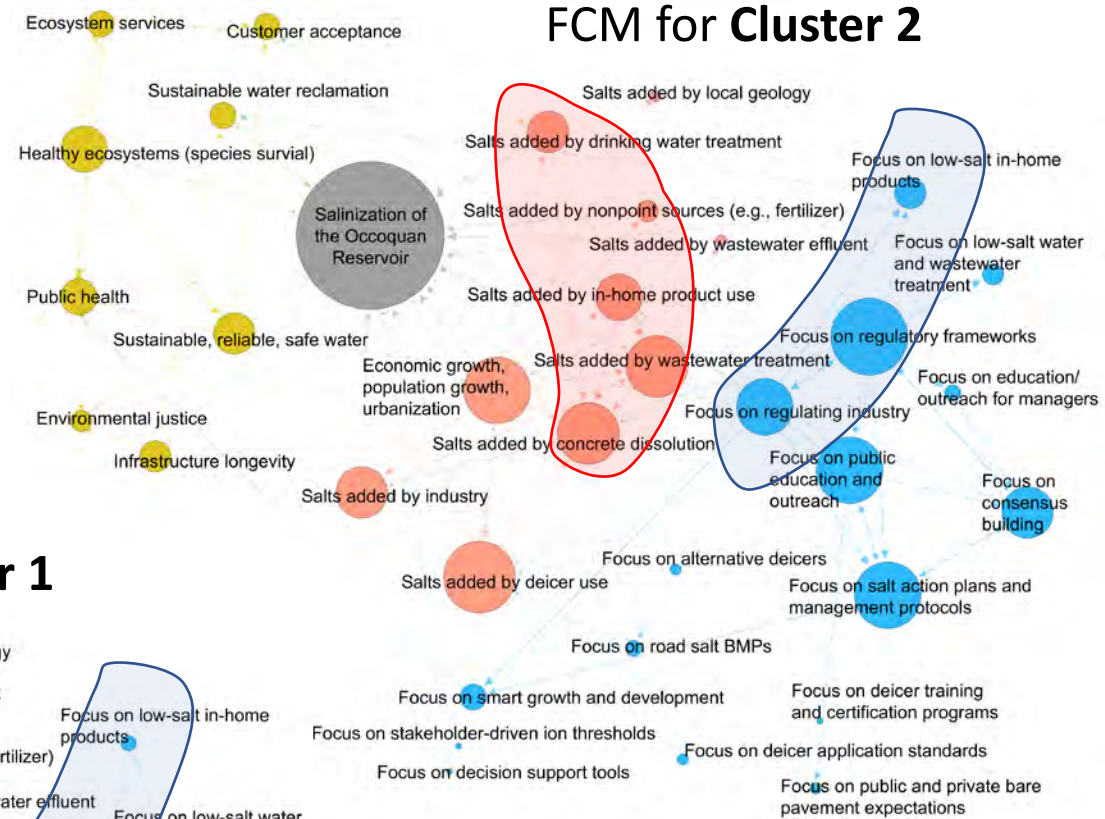 FCM for Cluster 2
Ecosystem services
Customer acceptance
Sustainable water reclamation
Healthy ecosystems (species survial)
Public health
Sustainable, reliable, safe water
Environmental justice
Infrastructure longevity
Salinization of
the Occoquan
Reservoir
Salts added by local geology
Salts added by drinking water treatment
Salts added by nonpoint sources (e.g., fertilizer)
Salts added by wastewater effluent
Salts added by in-home product use
Salts added by wastewater treatment
Economic growth,
population growth,
urbanization
Salts added by concrete dissolution
Salts added by industry
Salts added by deicer use
Focus on low-salt in-home
products
Focus on low-salt water
and wastewater
treatment
Focus on regulatory frameworks
Focus on education/
outreach for managers
Focus on regulating industry
Focus on public
education and
outreach
Focus on
consensus
building
Focus on alternative deicers
Focus on salt action plans and
management protocols
Focus on road salt BMPs
Focus on smart growth and development
Focus on stakeholder-driven ion thresholds
Focus on decision support tools
Focus on deicer training
and certification programs
Focus on deicer application standards
Focus on public and private bare
pavement expectations
r 1
gy
Focus on low-salt in-home
products
rtilizer)
ater effluent
Focus on low-salt water